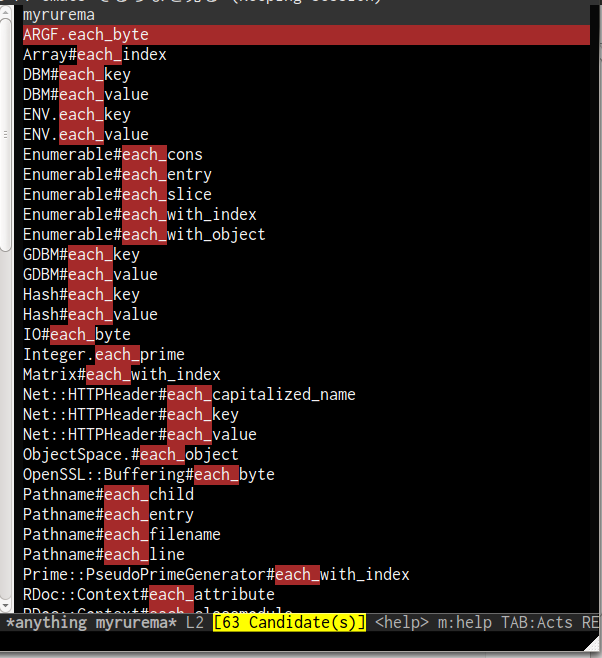 myrurema
ARGF.each_byte
Array#each_index
DBM#each_key
DBM#each_value
ENV.each_key
ENV.each_value
Enumerable#each_cons
Enumerable#each_entry
Enumerable#each_slice
Enumerable#each_with_index
Enumerable#each_with_object
GDBM#each_key
GDBM#each_value
Hash#each_key
Hash#each_value
IO#each_byte
Integer.each_prime
Matrix#each_with_index
Net::HTTPHeader#each_capitalized_name
Net::HTTPHeader#each_key
Net::HTTPHeader#each_value
ObjectSpace.#each_object
OpenSSL::Buffering#each_byte
Pathname#each_child
Pathname#each_entry
Pathname#each_filename
Pathname#each_line
Prime::PseudoPrimeGenerator#each_with_index
RDoc::Context#each_attribute
RDoc::Context#each_classmodule
*anything myrurema* L2 [63 Candidate(s)] <help> m:help TAB:Acts RE